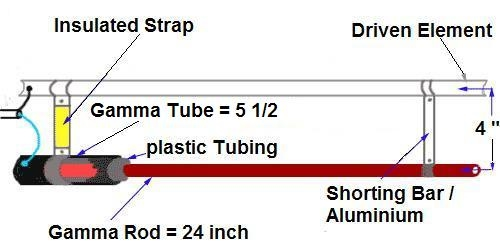 Insulated Strap
Driven Element
Gamma Tube = 5 1/2
4 "
plastic Tubing
Shorting Bar /
Aluminium
Gamma Rod = 24 inch